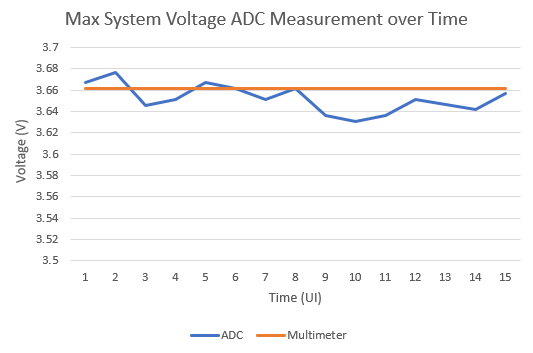 Max System Voltage ADC Measurement over Time
3.7
3.68
3.66
3.64
3.62
3.6
3.58
3.56
3.54
3.52
3.5
Voltage (V)
1 2 3 4 5 6 7 8 9 10 11 12 13 14 15
Time (UI)
ADC Multimeter